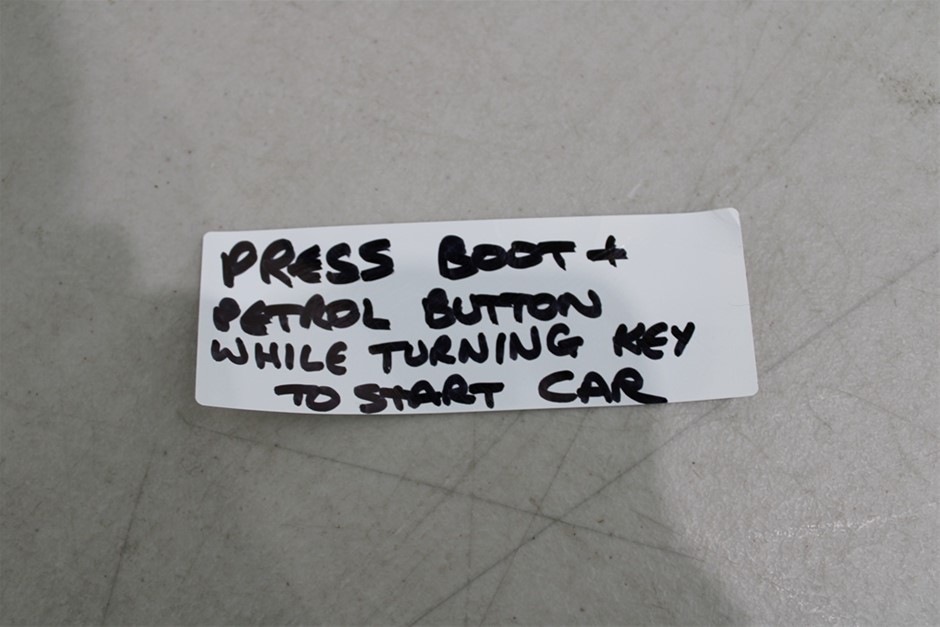 PRESS BOOT +
PETROL BUTTON
WHILE TURNING KEY
TO START CAR